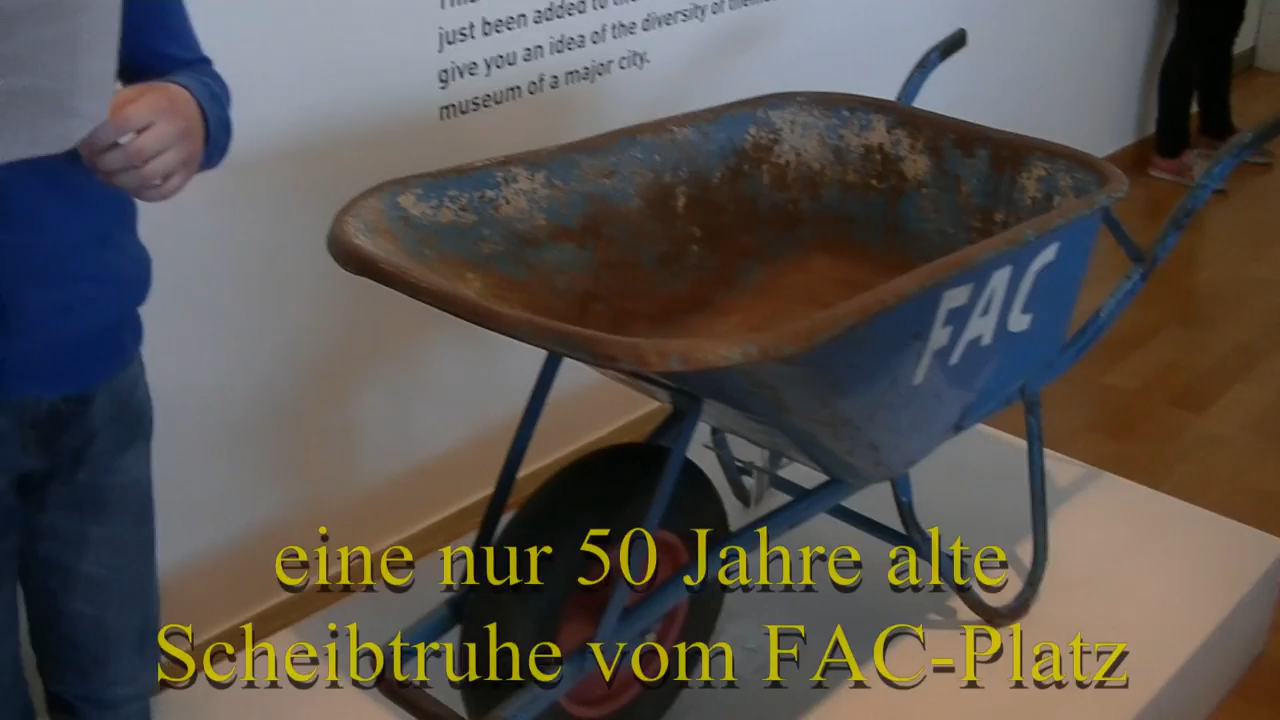 just been added to the
give you an idea of the diversity of
museum of a major city.
FAC
eine nur 50 Jahre alte
Scheibtruhe vom FAC-Platz